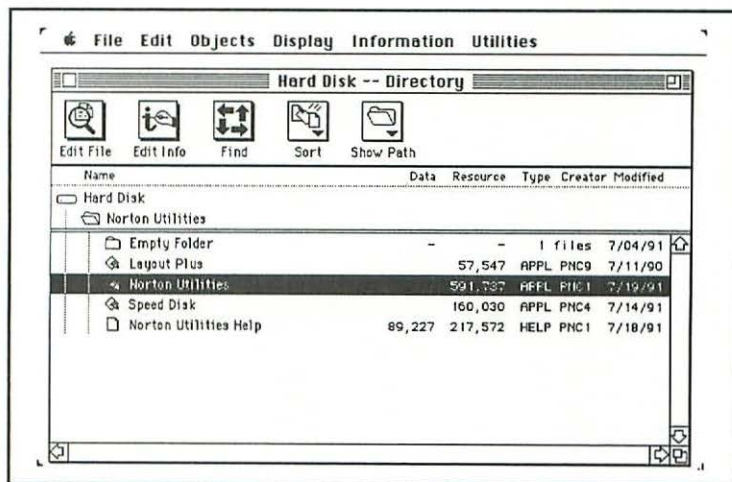 File Edit Objects Display Information Utilities
Hard Disk -- Directory
Edit File Edit Info Find Sort Show Path
Name Data Resource Type Creator Modified
Hard Disk
Norton Utilities
Empty Folder - - 1 files 7/04/91
Layout Plus 57,547 APPL PNC9 7/11/90
Norton Utilities 591,737 APPL PNC1 7/19/91
Speed Disk 160,030 APPL PNC4 7/14/91
Norton Utilities Help 89,227 217,572 HELP PNC1 7/18/91